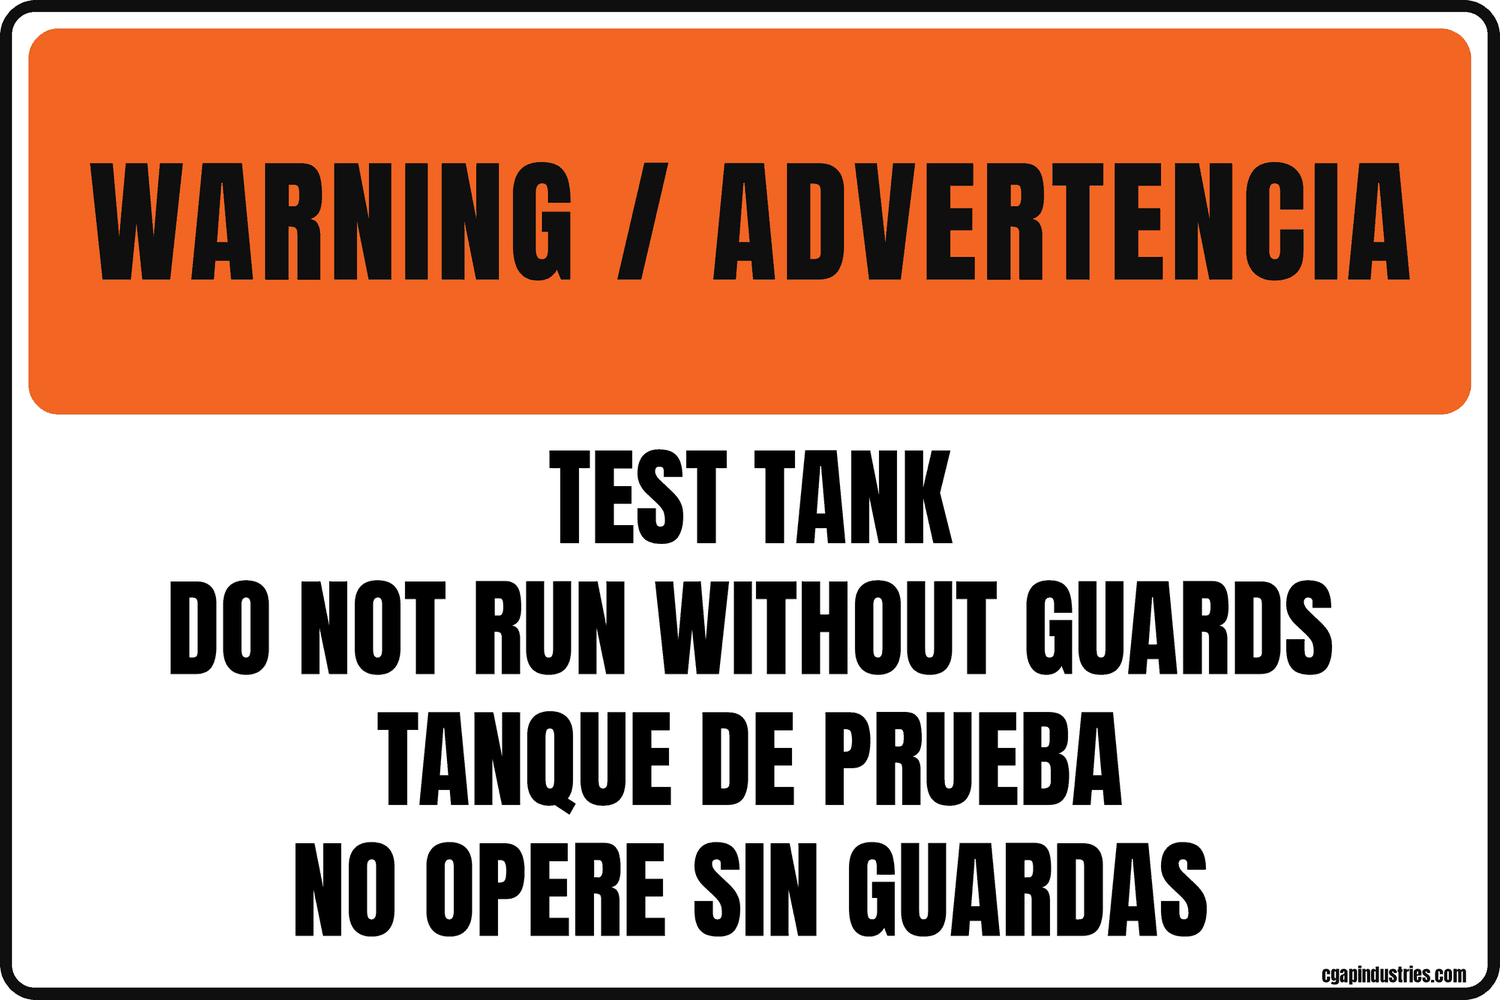 WARNING / ADVERTENCIA
TEST TANK
DO NOT RUN WITHOUT GUARDS
TANQUE DE PRUEBA
NO OPERE SIN GUARDAS
cgapindustries.com